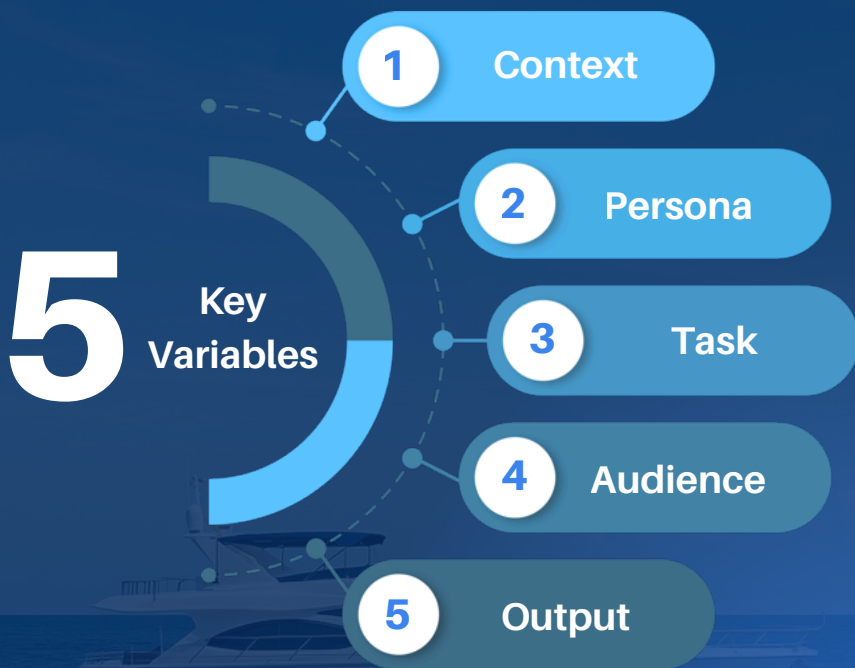 5
Key
Variables
1 Context
2 Persona
3 Task
4 Audience
5 Output